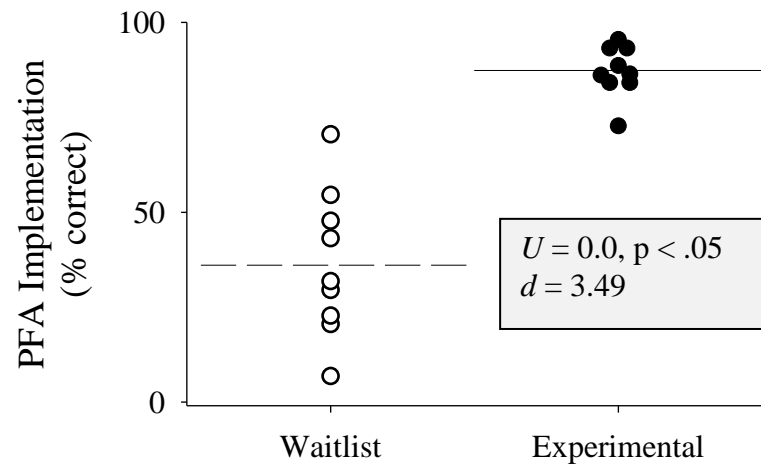 PFA Implementation
(% correct)
100
50
0
U = 0.0, p < .05
d = 3.49
Waitlist
Experimental